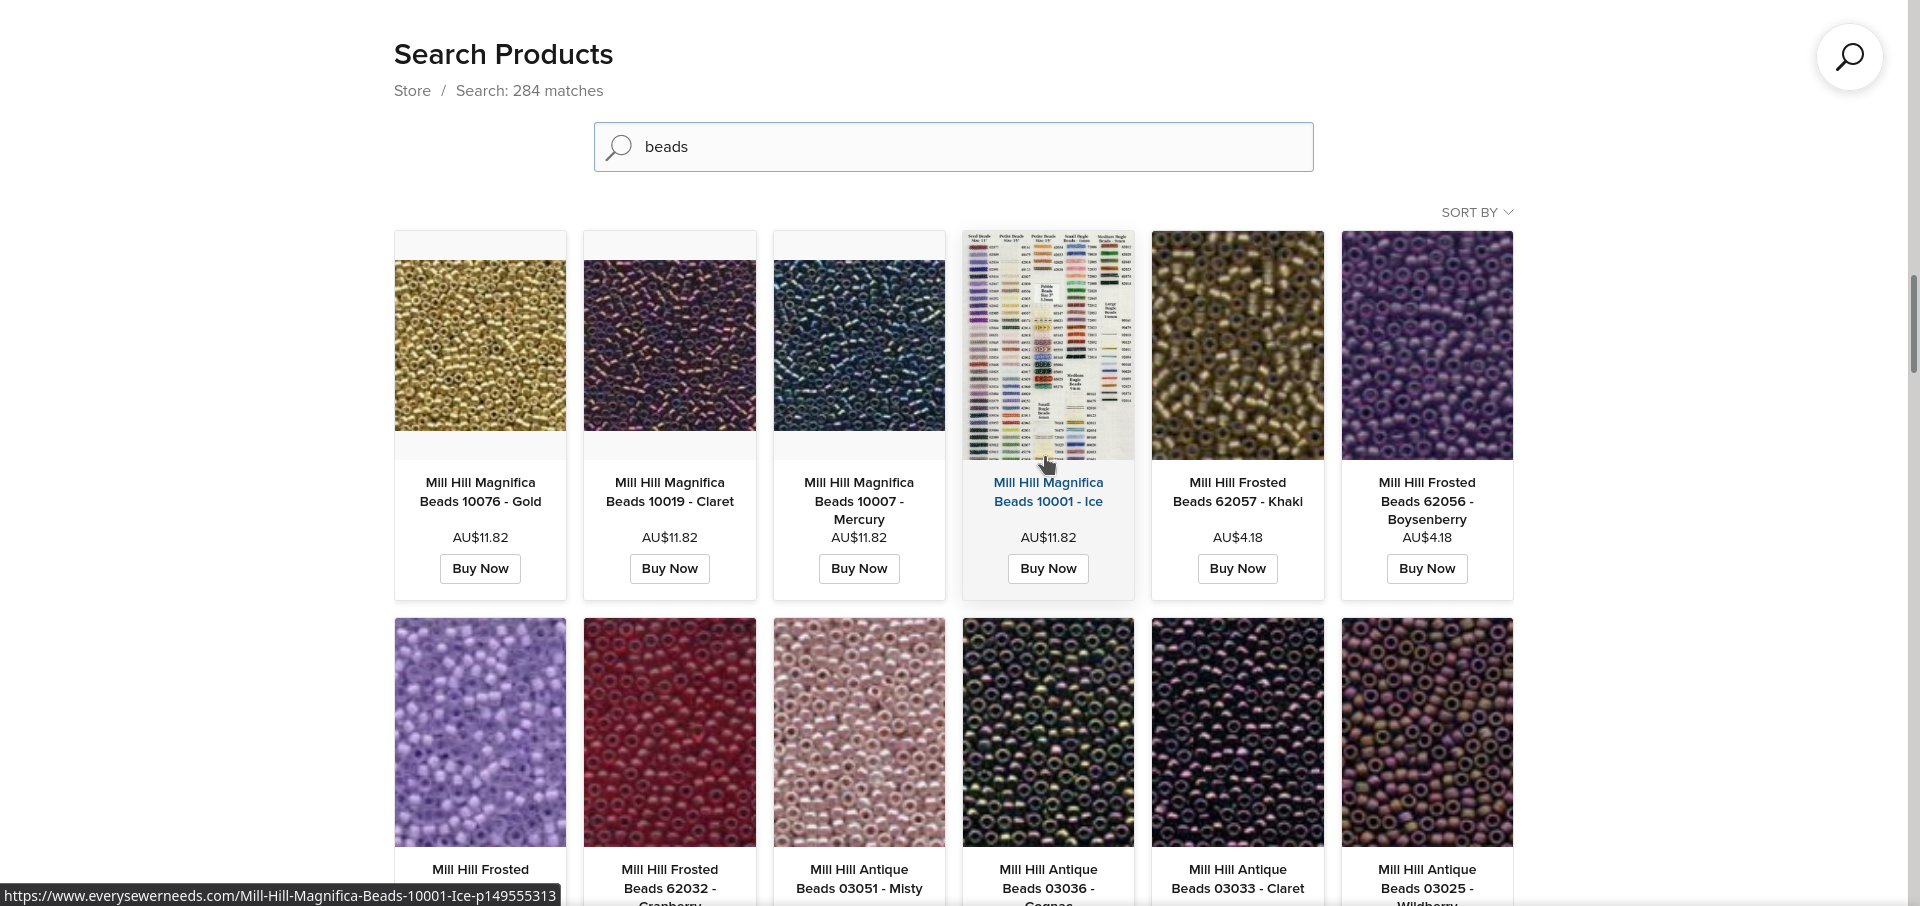 Search Products
Store / Search: 284 matches
beads
SORT BY
Mill Hill Magnifica
Beads 10076 - Gold
AU$11.82
Buy Now
Mill Hill Magnifica
Beads 10019 - Claret
AU$11.82
Buy Now
Mill Hill Magnifica
Beads 10007 -
Mercury
AU$11.82
Buy Now
Mill Hill Magnifica
Beads 10001 - Ice
AU$11.82
Buy Now
Mill Hill Frosted
Beads 62057 - Khaki
AU$4.18
Buy Now
Mill Hill Frosted
Beads 62056 -
Boysenberry
AU$4.18
Buy Now
Mill Hill Frosted
Mill Hill Frosted
Beads 62032 -
Cranberry
Mill Hill Antique
Beads 03051 - Misty
Mill Hill Antique
Beads 03036 -
Cognac
Mill Hill Antique
Beads 03033 - Claret
Mill Hill Antique
Beads 03025 -
Wildberry
https://www.everysewerneeds.com/Mill-Hill-Magnifica-Beads-10001-Ice-p149555313